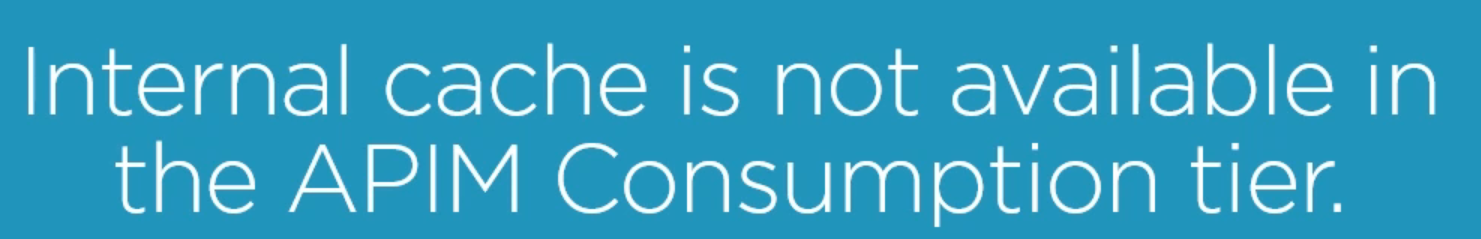 Internal cache is not available in
the APIM Consumption tier.